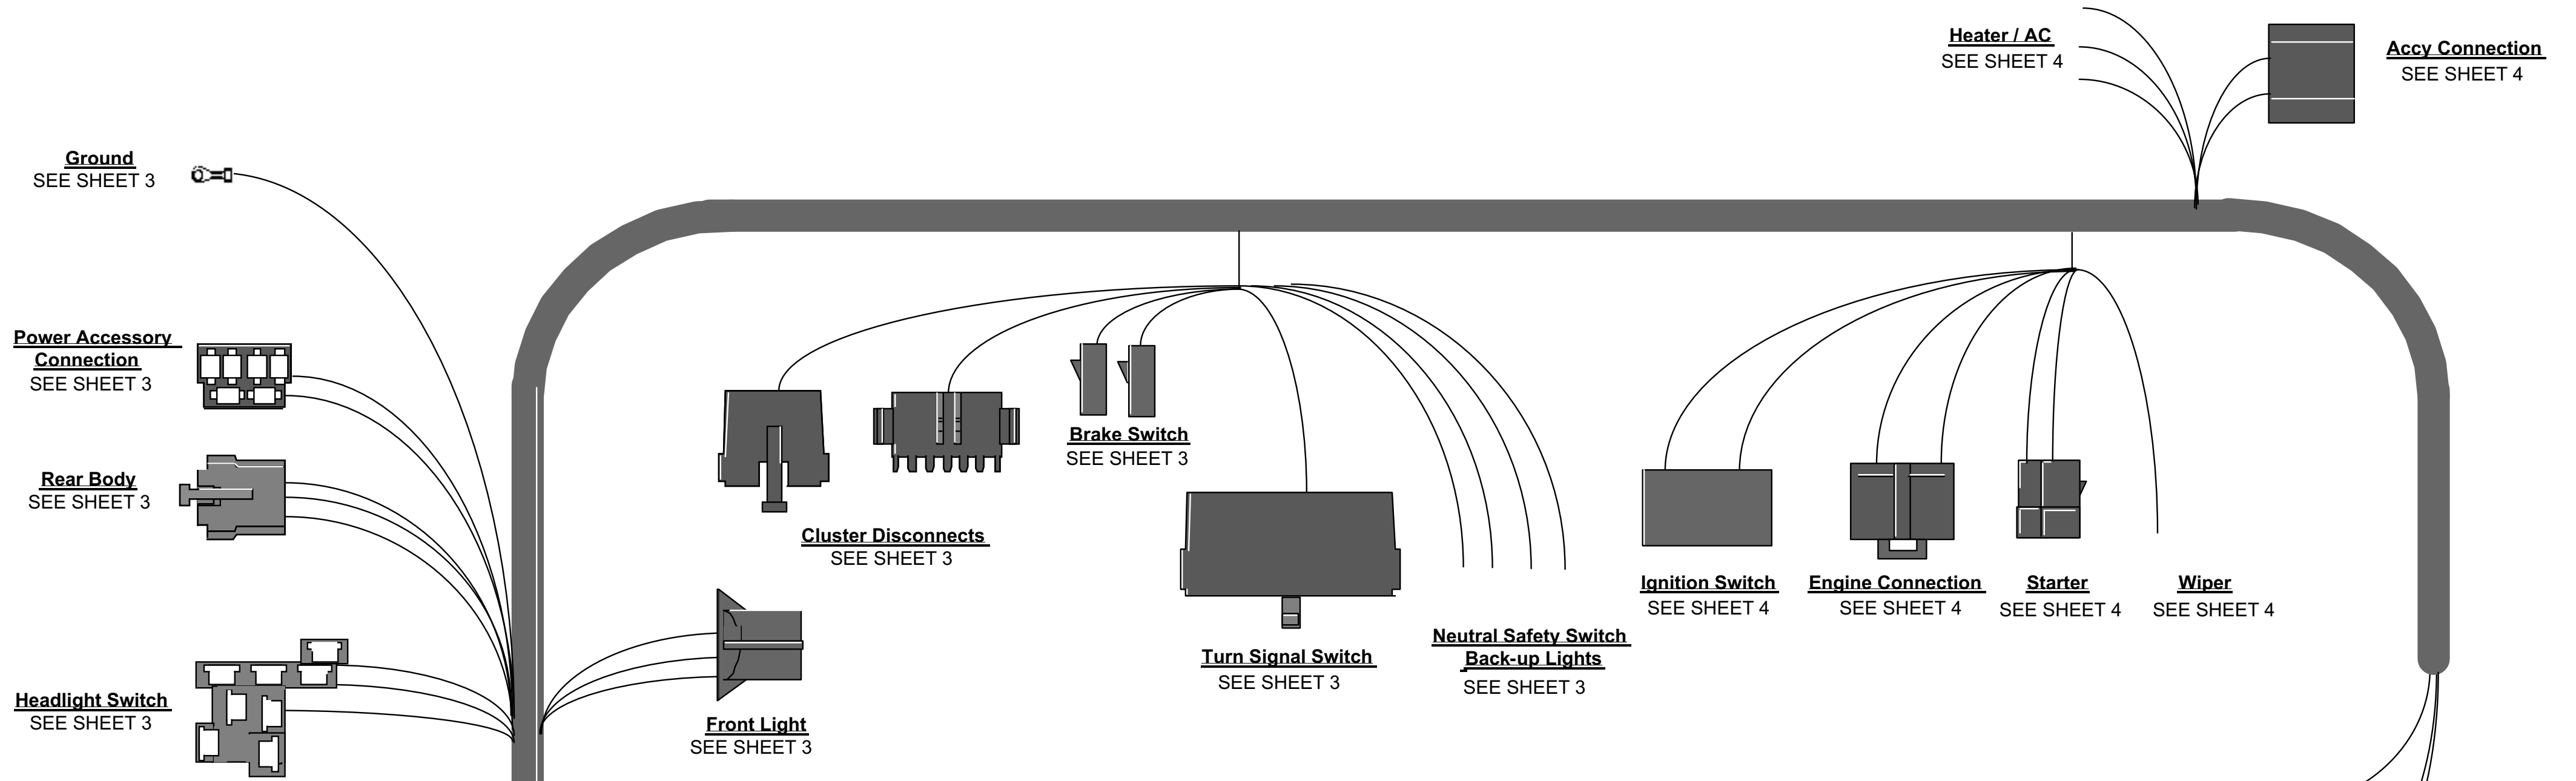 Heater / AC
SEE SHEET 4
Accy Connection
SEE SHEET 4
Ground
SEE SHEET 3
Power Accessory
Connection
SEE SHEET 3
Rear Body
SEE SHEET 3
Headlight Switch
SEE SHEET 3
Front Light
SEE SHEET 3
Cluster Disconnects
SEE SHEET 3
Brake Switch
SEE SHEET 3
Turn Signal Switch
SEE SHEET 3
Neutral Safety Switch
Back-up Lights
SEE SHEET 3
Ignition Switch
SEE SHEET 4
Engine Connection
SEE SHEET 4
Starter
SEE SHEET 4
Wiper
SEE SHEET 4